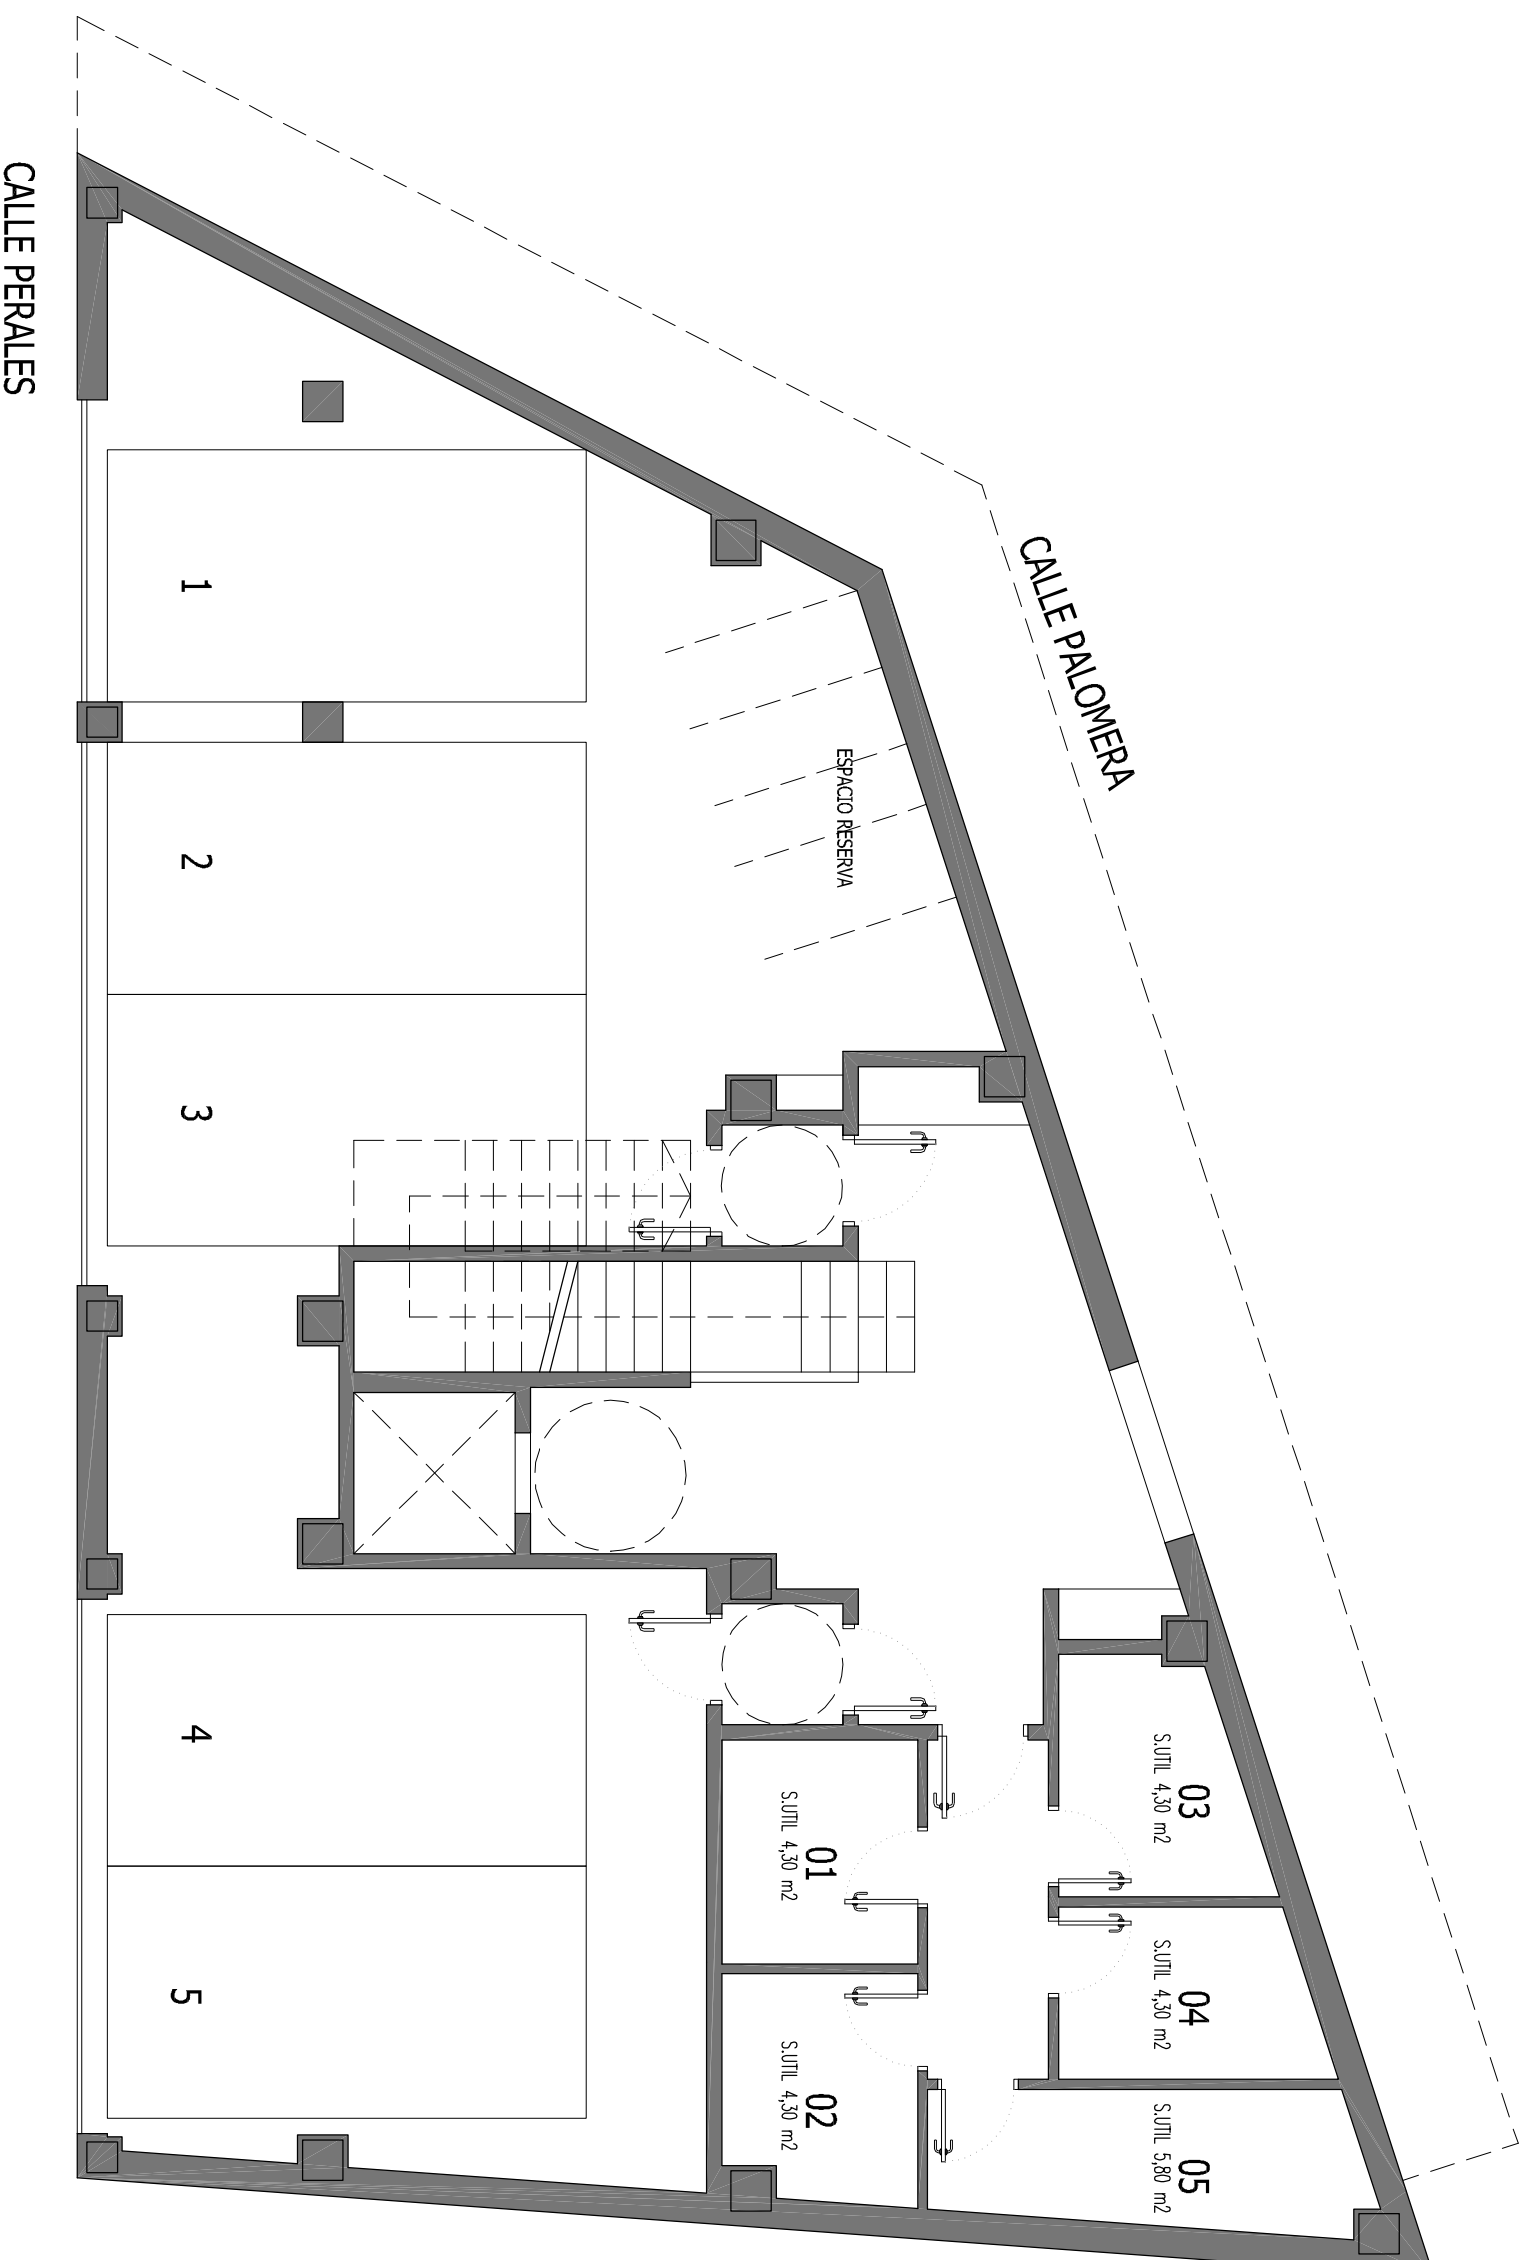 CALLE PERALES
CALLE PALOMERA
ESPACIO RESERVA
1
2
3
4
5
03
S.UTIL 4,30 m2
01
S.UTIL 4,30 m2
04
S.UTIL 4,30 m2
02
S.UTIL 4,30 m2
05
S.UTIL 5,80 m2